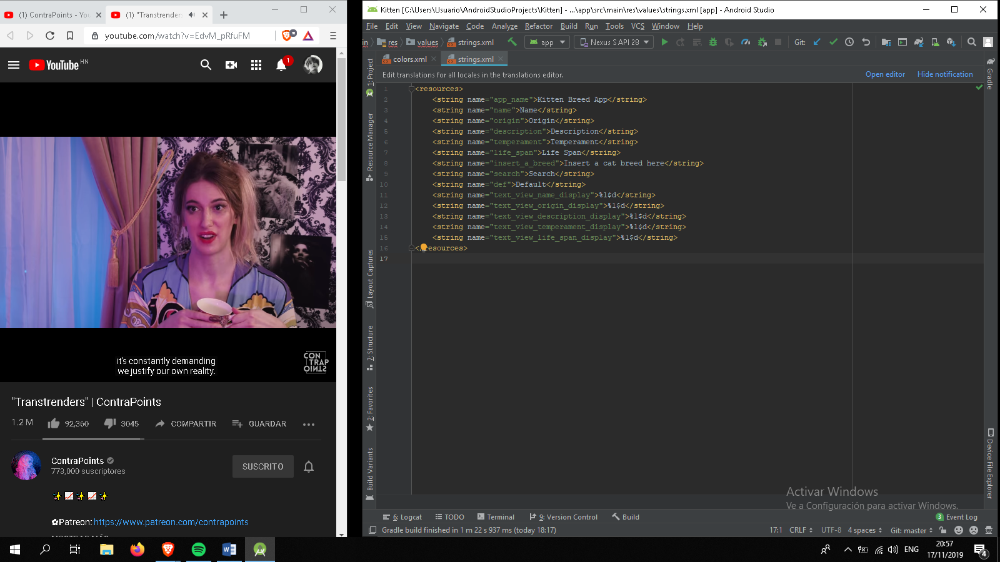 (1) ContraPoints - You
(1) "Transtrenders
youtube.com/watch?v=EdvM_pRfuFM
YouTube HN
1
CON
TRAP
OINTS
it's constantly demanding
we justify our own reality.
"Transtrenders" | ContraPoints
1.2 M 92,360 3045 COMPARTIR GUARDAR
ContraPoints
773,000 suscriptores
SUSCRITO
✨📈✨📈✨
✿Patreon: https://www.patreon.com/contrapoints
MOSTRAR MÁS
Kitten [C:\Users\Usuario\AndroidStudioProjects\Kitten] - ...\app\src\main\res\values\strings.xml [app] - Android Studio
File Edit View Navigate Code Analyze Refactor Build Run Tools VCS Window Help
in res values strings.xml app Nexus S API 28 Git:
colors.xml strings.xml
Edit translations for all locales in the translations editor. Open editor Hide notification
1 <resources>
2 <string name="app_name">Kitten Breed App</string>
3 <string name="name">Name</string>
4 <string name="origin">Origin</string>
5 <string name="description">Description</string>
6 <string name="temperament">Temperament</string>
7 <string name="life_span">Life Span</string>
8 <string name="insert_a_breed">Insert a cat breed here</string>
9 <string name="search">Search</string>
10 <string name="def">Default</string>
11 <string name="text_view_name_display">%1$d</string>
12 <string name="text_view_origin_display">%1$d</string>
13 <string name="text_view_description_display">%1$d</string>
14 <string name="text_view_temperament_display">%1$d</string>
15 <string name="text_view_life_span_display">%1$d</string>
16 </resources>
17
1: Project
Resource Manager
Layout Captures
7: Structure
2: Favorites
Build Variants
Gradle
Device File Explorer
Activar Windows
Ve a Configuración para activar Windows.
6: Logcat TODO Terminal 9: Version Control Build 3 Event Log
Gradle build finished in 1 m 22 s 937 ms (today 18:17) 17:1 CRLF UTF-8 4 spaces Git: master
ENG
20:57
17/11/2019
4